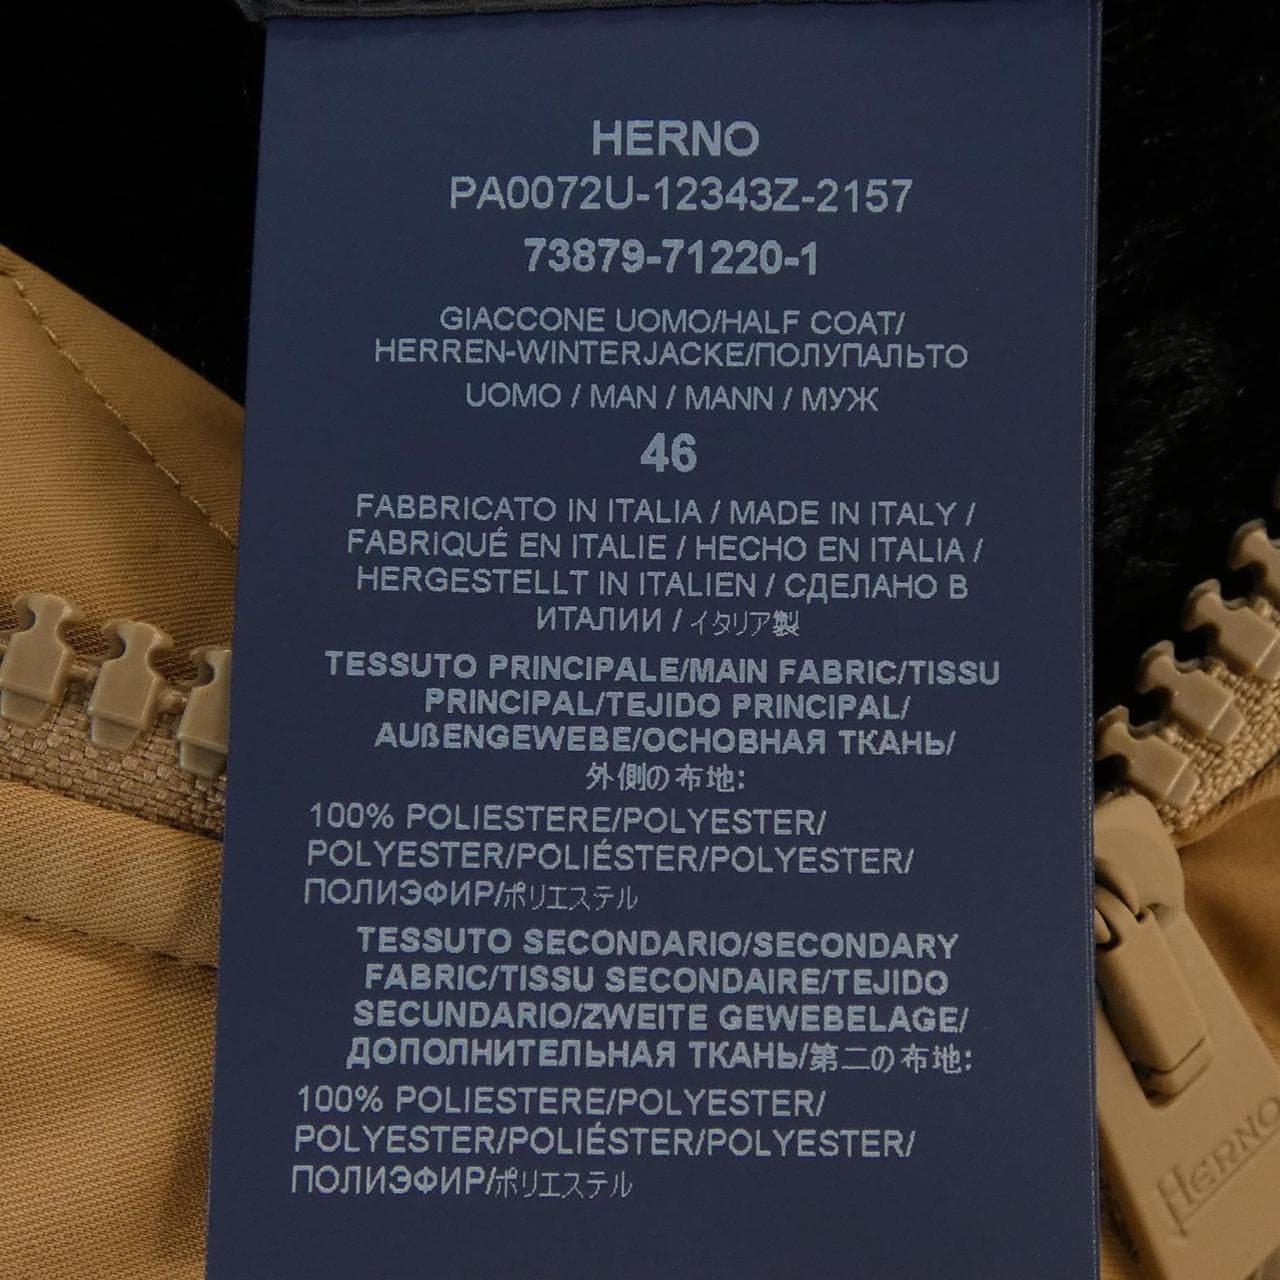 HERNO
PA0072U-12343Z-2157
73879-71220-1
GIACCONE UOMO/HALF COAT/
HERREN-WINTERJACKE/ПОЛУПАЛЬТО
UOMO / MAN / MANN / МУЖ
46
FABBRICATO IN ITALIA / MADE IN ITALY /
FABRIQUÉ EN ITALIE / HECHO EN ITALIA /
HERGESTELLT IN ITALIEN / СДЕЛАНО В
ИТАЛИИ / イタリア製
TESSUTO PRINCIPALE/MAIN FABRIC/TISSU
PRINCIPAL/TEJIDO PRINCIPAL/
AUßENGEWEBE/ОСНОВНАЯ ТКАНЬ/
外側の布地:
100% POLIESTERE/POLYESTER/
POLYESTER/POLIÉSTER/POLYESTER/
ПОЛИЭФИР/ポリエステル
TESSUTO SECONDARIO/SECONDARY
FABRIC/TISSU SECONDAIRE/TEJIDO
SECUNDARIO/ZWEITE GEWEBELAGE/
ДОПОЛНИТЕЛЬНАЯ ТКАНЬ/第二の布地:
100% POLIESTERE/POLYESTER/
POLYESTER/POLIÉSTER/POLYESTER/
ПОЛИЭФИР/ポリエステル
HERNO